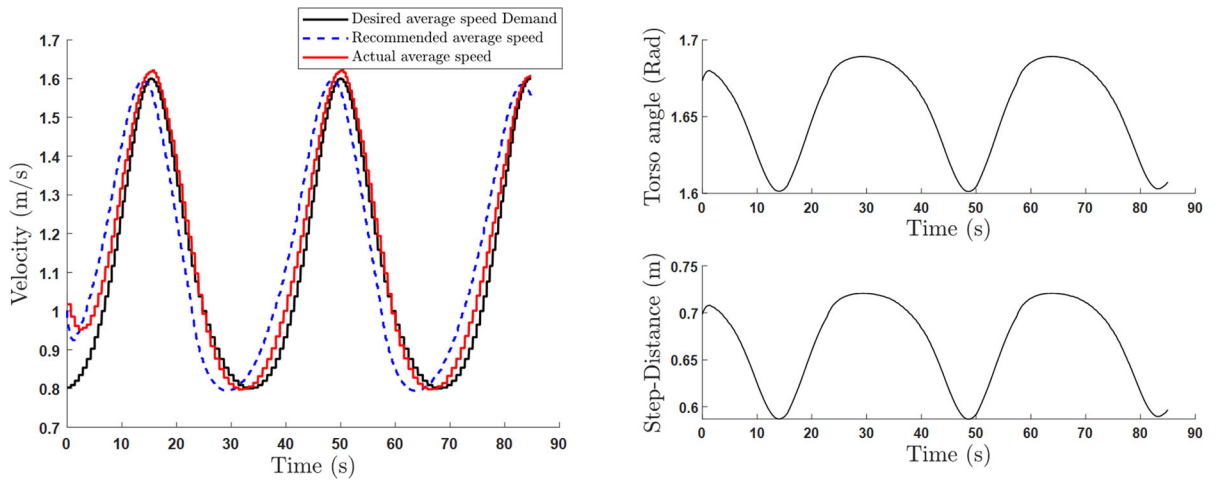 Desired average speed Demand
Recommended average speed
Actual average speed
1.7
1.6
1.5
1.4
1.3
1.2
1.1
1
0.9
0.8
0.7
Velocity (m/s)
0 10 20 30 40 50 60 70 80 90
Time (s)
1.7
1.65
1.6
Torso angle (Rad)
0 10 20 30 40 50 60 70 80 90
Time (s)
0.75
0.7
0.65
0.6
Step-Distance (m)
0 10 20 30 40 50 60 70 80 90
Time (s)